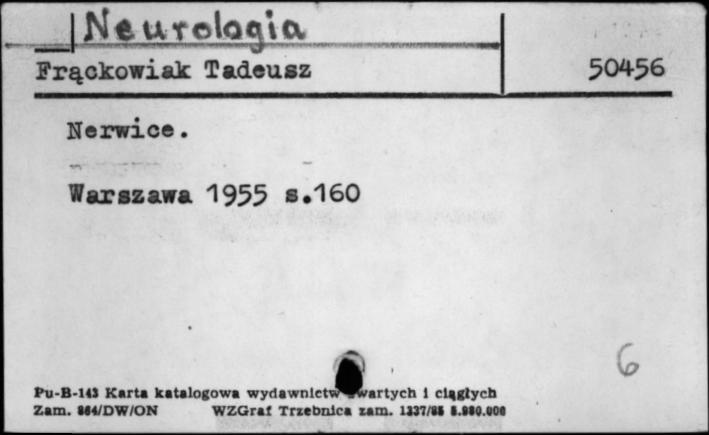 Neurologia
Frąckowiak Tadeusz 50456
Nerwice.
Warszawa 1955 s.160
6
Pu-B-143 Karta katalogowa wydawnictw zwartych i ciągłych
Zam. 864/DW/ON WZGraf Trzebnica zam. 1337/85 5.980.000